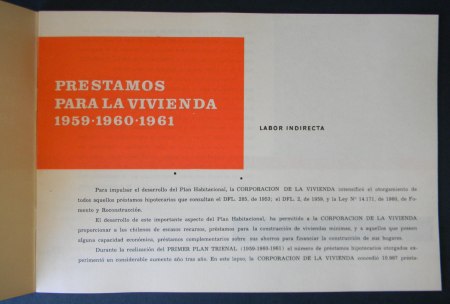 PRESTAMOS
PARA LA VIVIENDA
1959·1960·1961
LABOR INDIRECTA
Para impulsar el desarrollo del Plan Habitacional, la CORPORACION DE LA VIVIENDA intensifica el otorgamiento de
todos aquellos préstamos hipotecarios que consultan el DFL. 285, de 1953; el DFL. 2, de 1959, y la Ley N° 14.171, de 1960, de Fo-
mento y Reconstrucción.
El desarrollo de este importante aspecto del Plan Habitacional, ha permitido a la CORPORACION DE LA VIVIENDA
proporcionar a los chilenos de escasos recursos, préstamos para la construcción de viviendas mínimas, y a aquellos que poseen
alguna capacidad económica, préstamos complementarios sobre sus ahorros para financiar la construcción de sus hogares.
Durante la realización del PRIMER PLAN TRIENAL (1959-1960-1961) el número de préstamos hipotecarios otorgados ex-
perimentó un considerable aumento año tras año. En este lapso, la CORPORACION DE LA VIVIENDA concedió 19.987 présta-